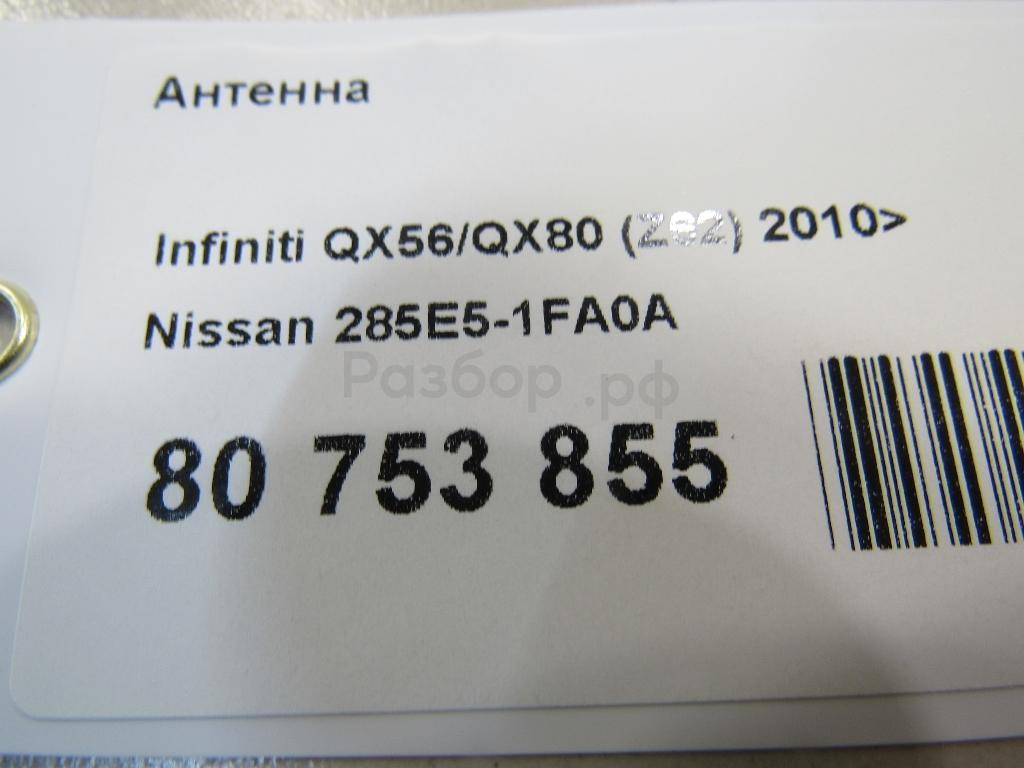 Антенна
Infiniti QX56/QX80 (Z62) 2010>
Nissan 285E5-1FA0A
Разбор.рф
80 753 855